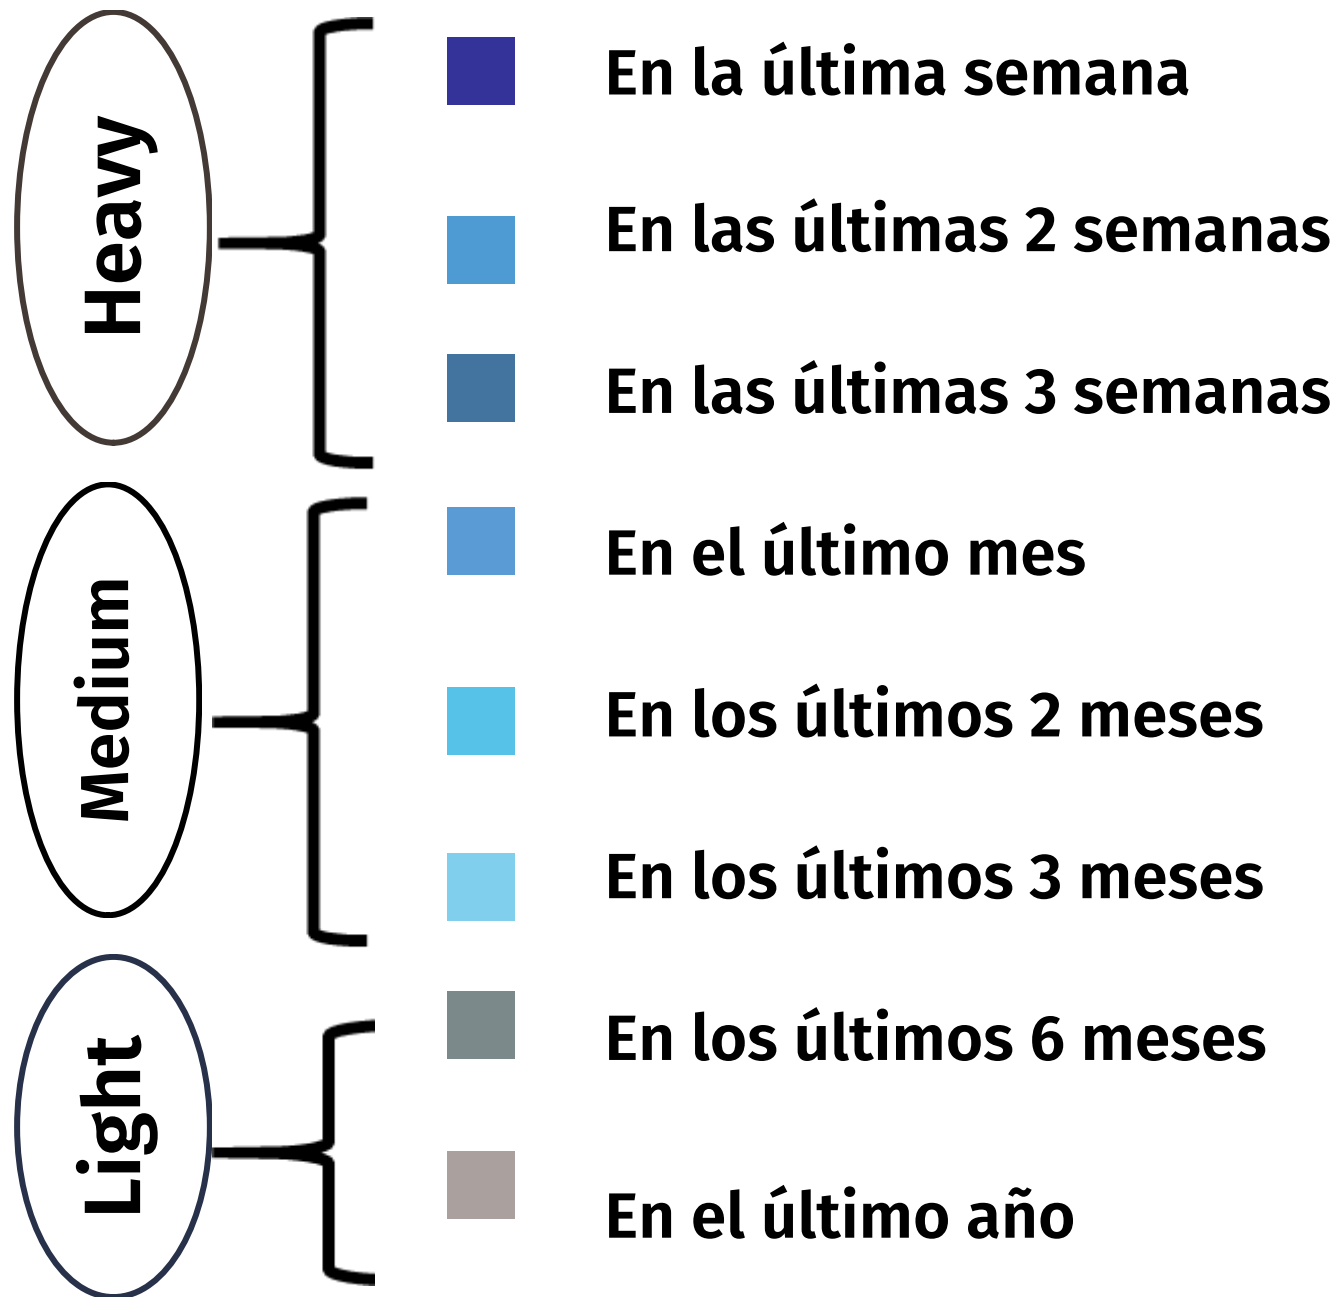 Heavy
En la última semana
En las últimas 2 semanas
En las últimas 3 semanas
Medium
En el último mes
En los últimos 2 meses
En los últimos 3 meses
Light
En los últimos 6 meses
En el último año